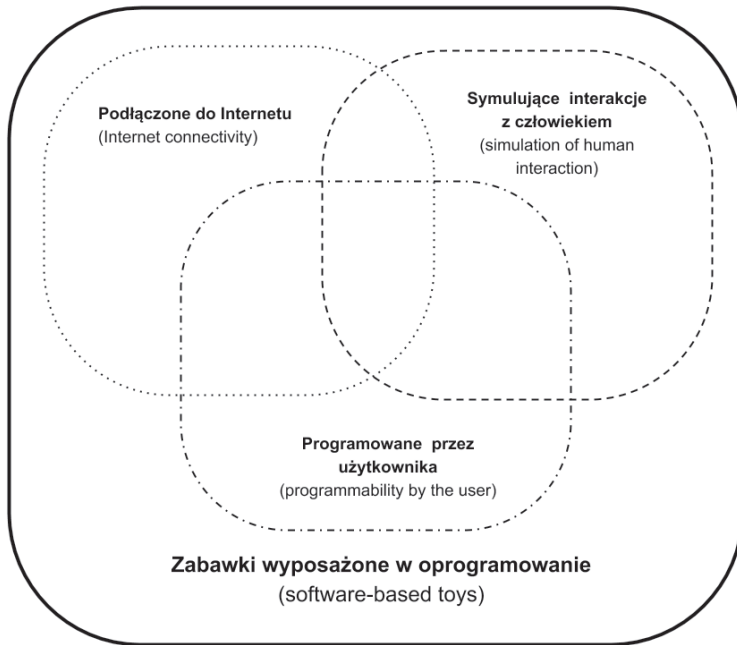 Podłączone do Internetu
(Internet connectivity)
Symulujące interakcje
z człowiekiem
(simulation of human
interaction)
Programowane przez
użytkownika
(programmability by the user)
Zabawki wyposażone w oprogramowanie
(software-based toys)